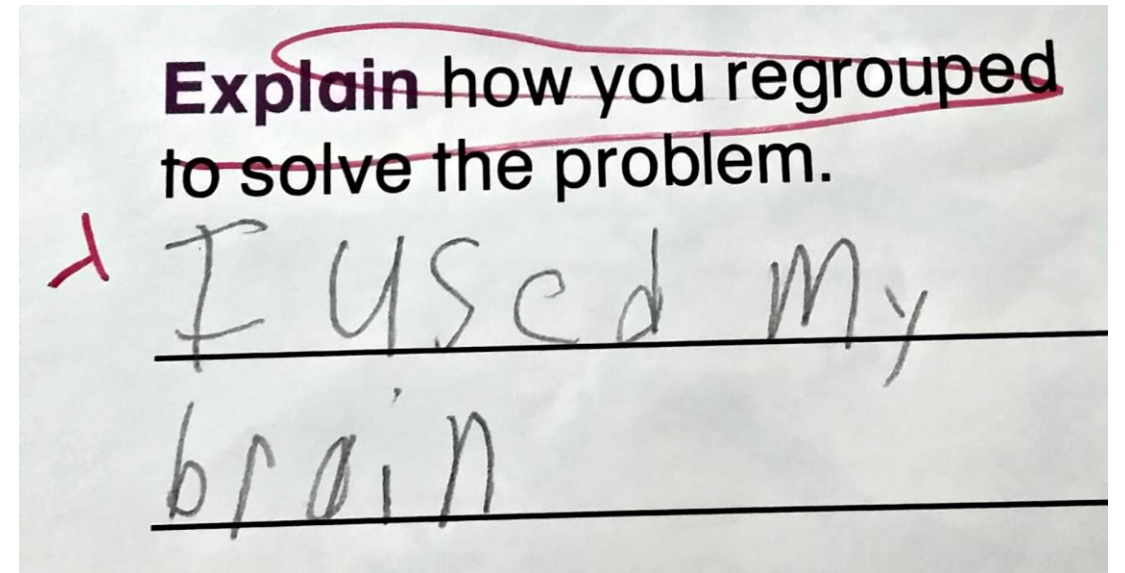 Explain how you regrouped
to solve the problem.
I used my
brain